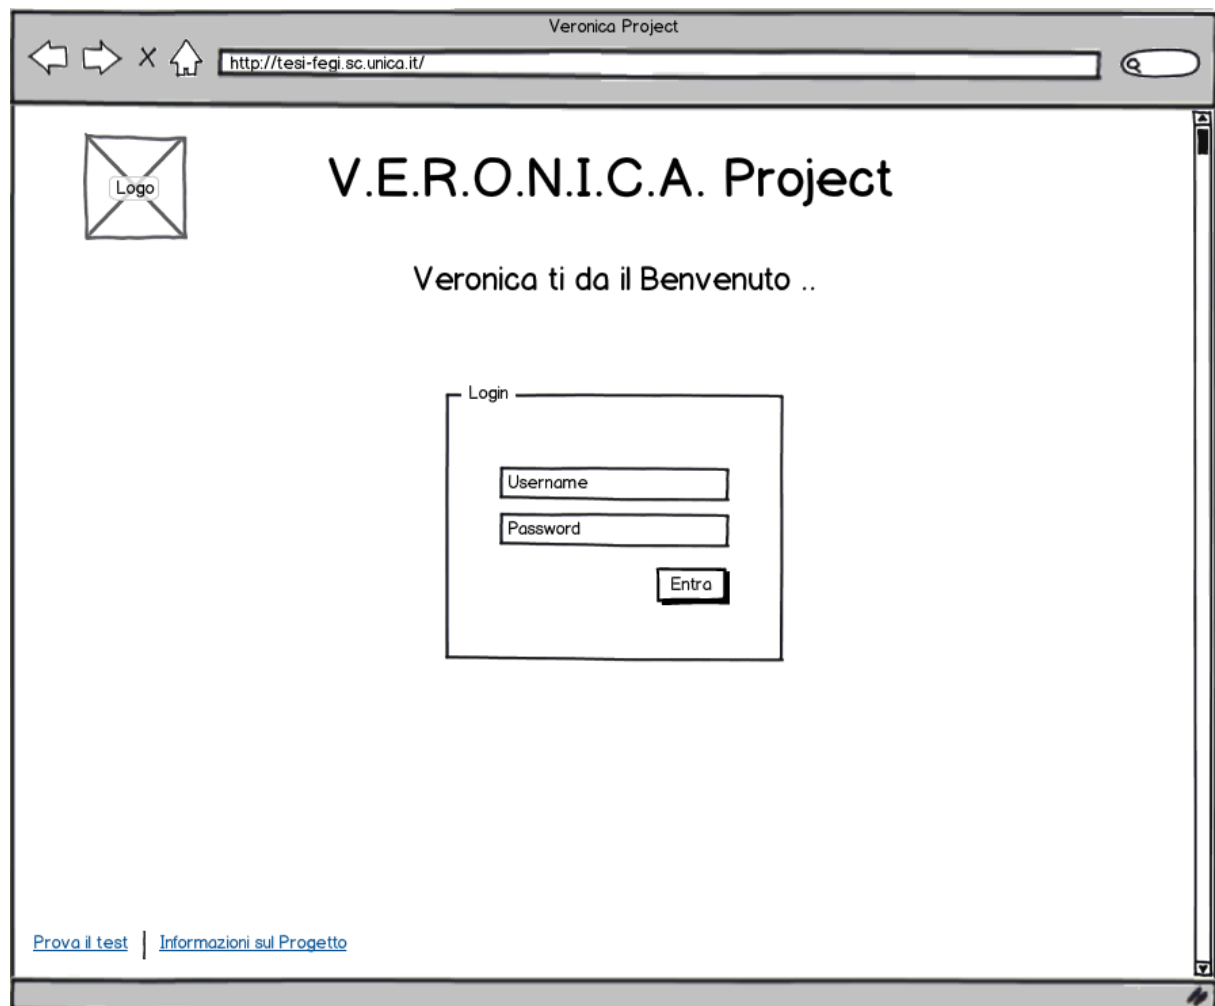 Veronica Project
http://tesi-fegi.sc.unica.it/
Logo
V.E.R.O.N.I.C.A. Project
Veronica ti da il Benvenuto ..
Login
Username
Password
Entra
Prova il test | Informazioni sul Progetto